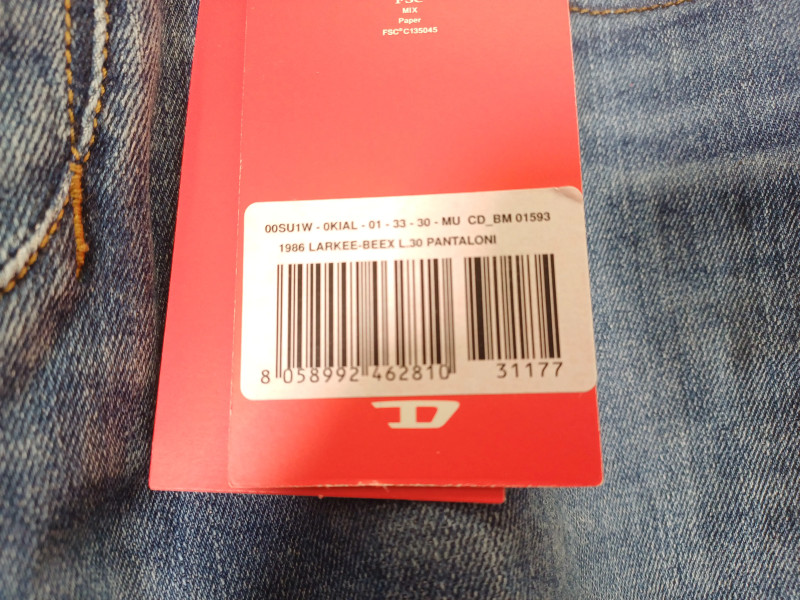 FSC
MIX
Paper
FSC® C135045
00SU1W - 0KIAL - 01 - 33 - 30 - MU CD_BM 01593
1986 LARKEE-BEEX L.30 PANTALONI
8 058992 462810
31177